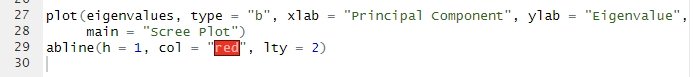 27 plot(eigenvalues, type = "b", xlab = "Principal Component", ylab = "Eigenvalue",
28 main = "Scree Plot")
29 abline(h = 1, col = "red", lty = 2)
30